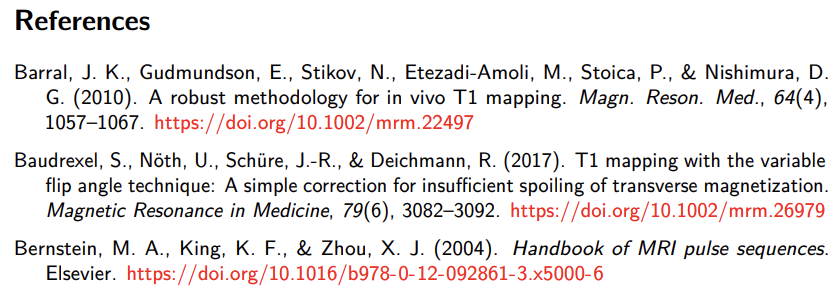 References
Barral, J. K., Gudmundson, E., Stikov, N., Etezadi-Amoli, M., Stoica, P., & Nishimura, D.
G. (2010). A robust methodology for in vivo T1 mapping. Magn. Reson. Med., 64(4),
1057–1067. https://doi.org/10.1002/mrm.22497
Baudrexel, S., Nöth, U., Schüre, J.-R., & Deichmann, R. (2017). T1 mapping with the variable
flip angle technique: A simple correction for insufficient spoiling of transverse magnetization.
Magnetic Resonance in Medicine, 79(6), 3082–3092. https://doi.org/10.1002/mrm.26979
Bernstein, M. A., King, K. F., & Zhou, X. J. (2004). Handbook of MRI pulse sequences.
Elsevier. https://doi.org/10.1016/b978-0-12-092861-3.x5000-6